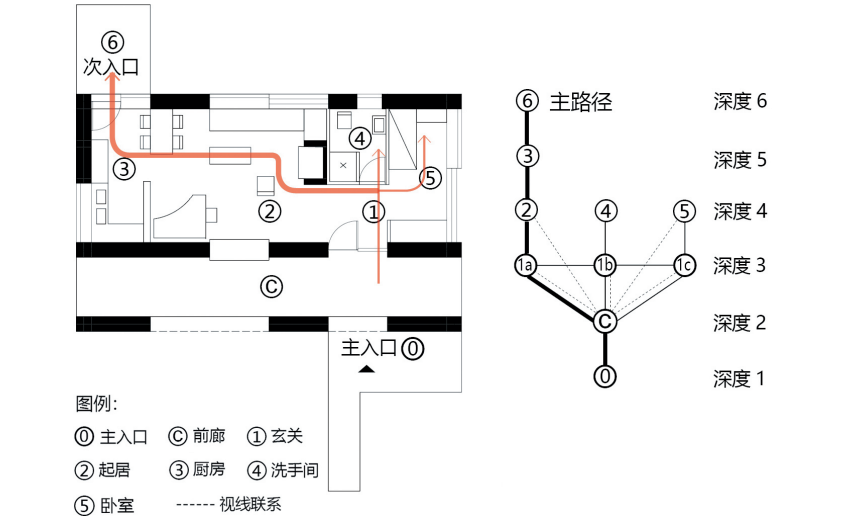 ⑥
次入口
④
③
⑤
②
①
Ⓒ
主入口⓪
图例：
⓪ 主入口 Ⓒ 前廊 ① 玄关
② 起居 ③ 厨房 ④ 洗手间
⑤ 卧室 ------ 视线联系
⑥ 主路径 深度 6
③ 深度 5
② ④ ⑤ 深度 4
1a 1b 1c 深度 3
Ⓒ 深度 2
⓪ 深度 1